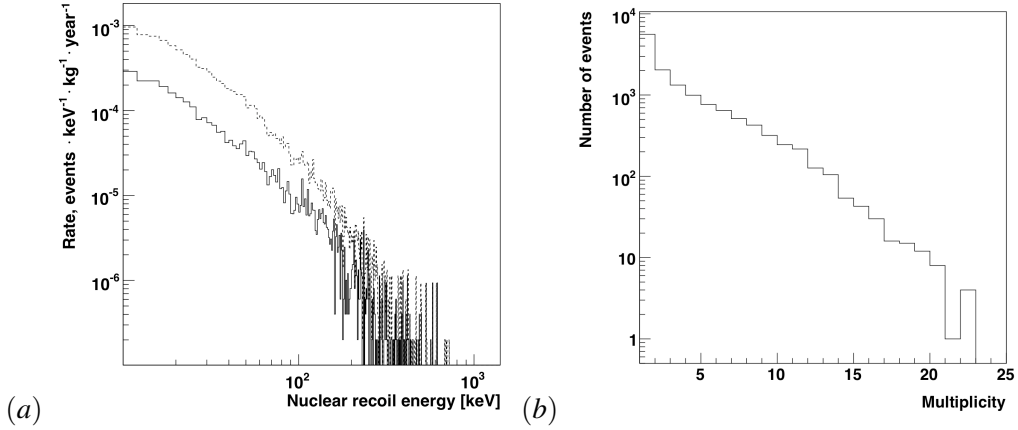 Rate, events · keV⁻¹ · kg⁻¹ · year⁻¹
10⁻³
10⁻⁴
10⁻⁵
10⁻⁶
10²
10³
Nuclear recoil energy [keV]
(a)
Number of events
10⁴
10³
10²
10
1
5
10
15
20
25
Multiplicity
(b)